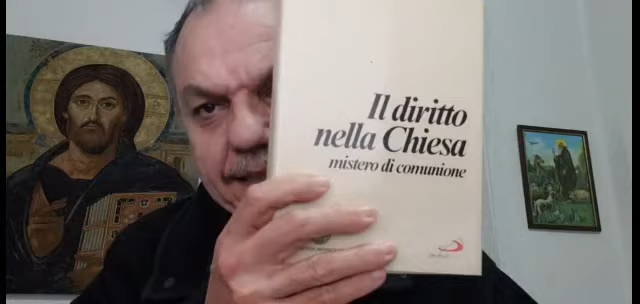 Il diritto
nella Chiesa
mistero di comunione